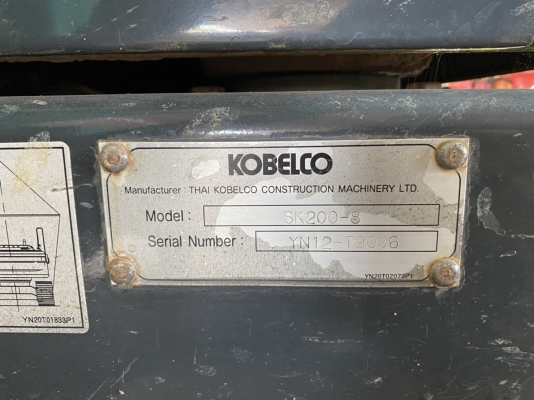 KOBELCO
Manufacturer : THAI KOBELCO CONSTRUCTION MACHINERY LTD.
Model: SK200-8
Serial Number:
YN20T02078P1
YN20T01833P1